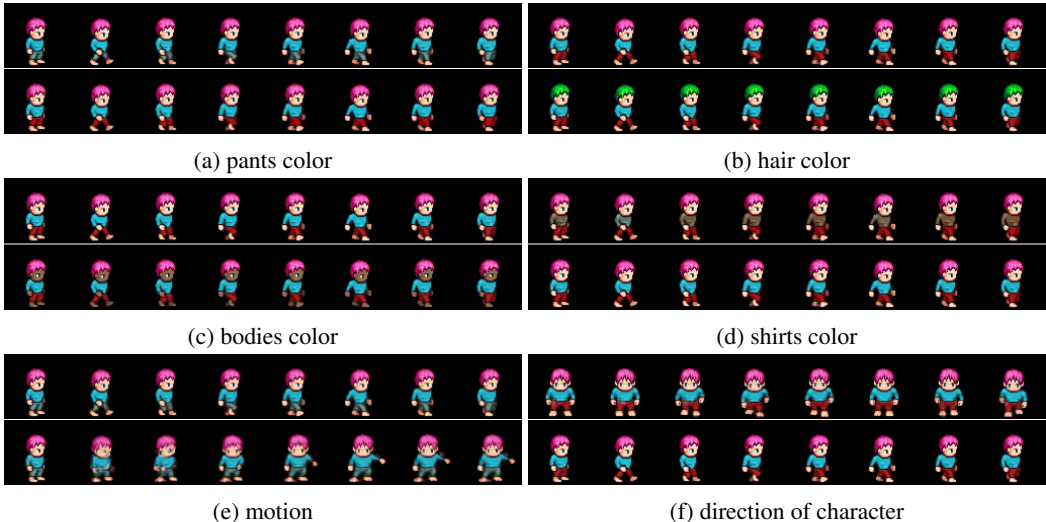 (a) pants color
(b) hair color
(c) bodies color
(d) shirts color
(e) motion
(f) direction of character